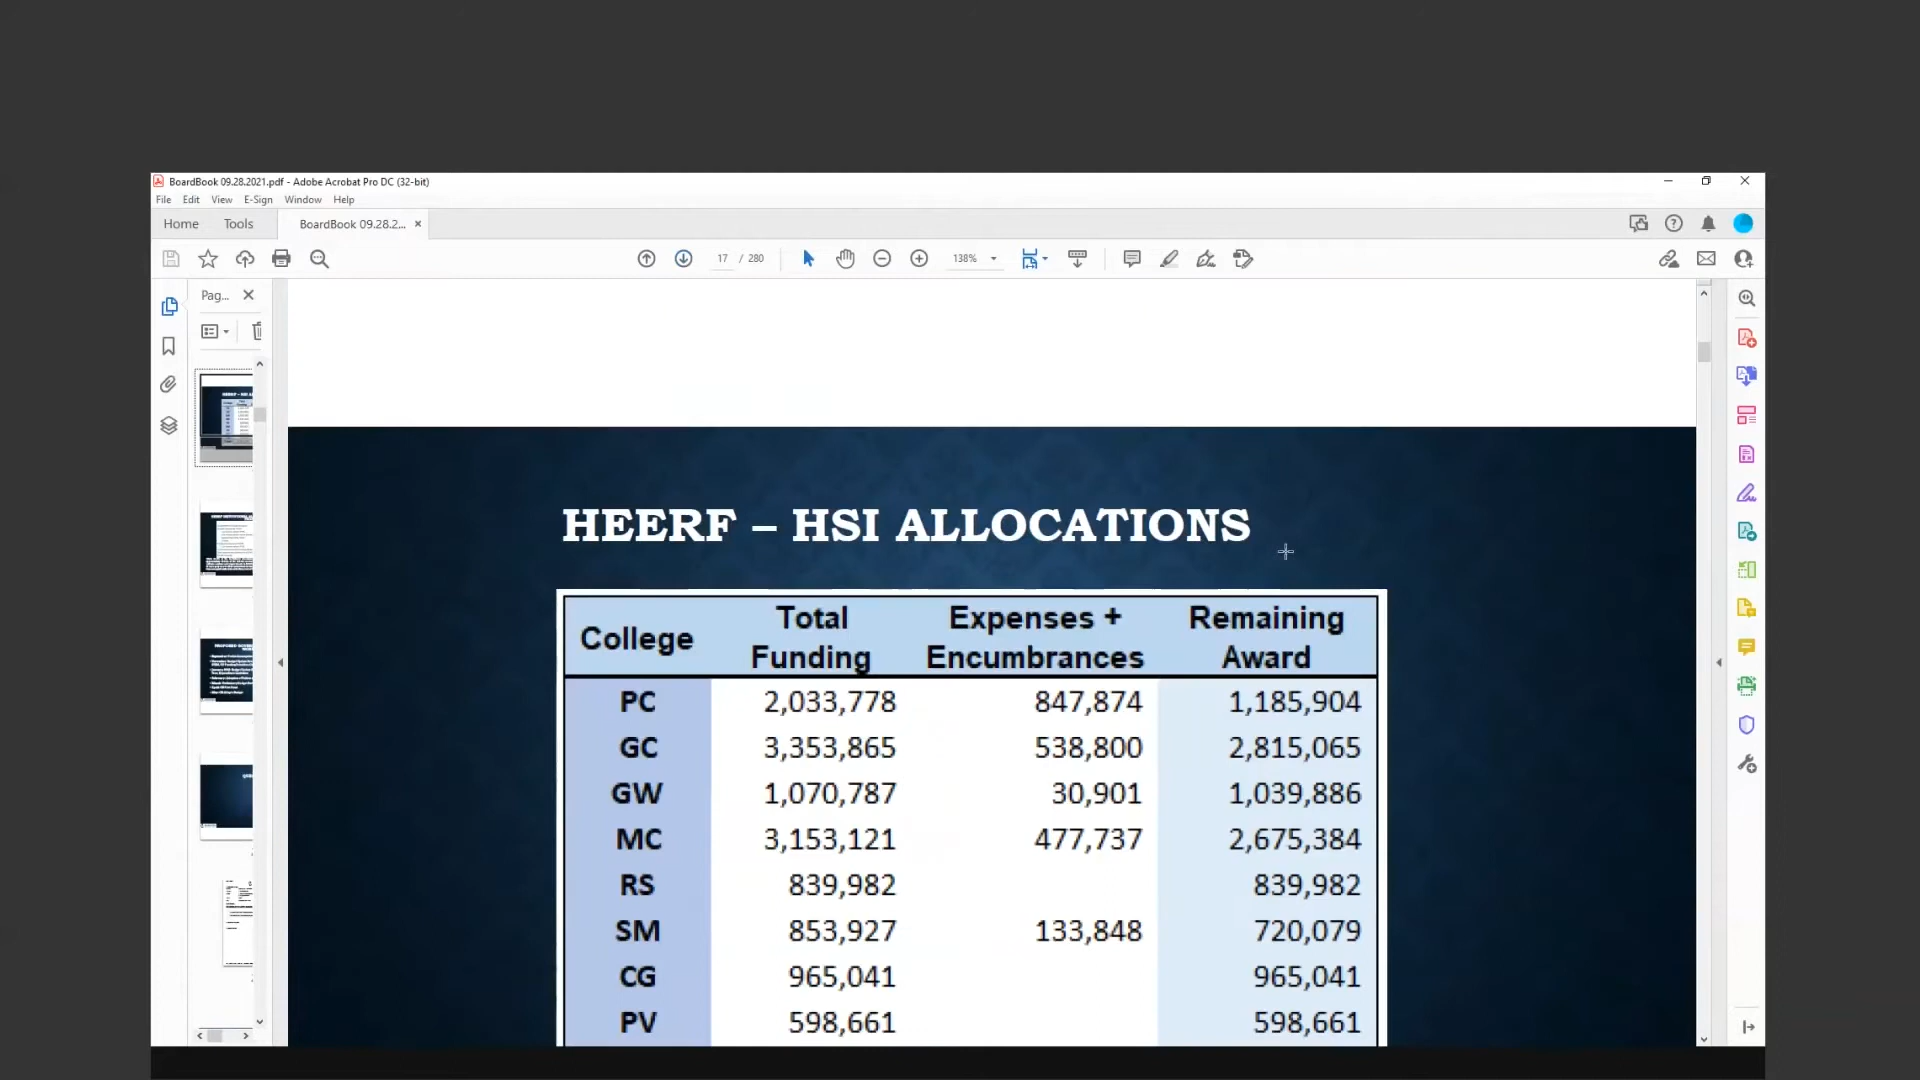 BoardBook 09.28.2021.pdf - Adobe Acrobat Pro DC (32-bit)
File Edit View E-Sign Window Help
Home Tools BoardBook 09.28.2... ×
17 / 280 138%
Pag...
HEERF – HSI ALLOCATIONS
College Total Funding Expenses + Encumbrances Remaining Award
PC 2,033,778 847,874 1,185,904
GC 3,353,865 538,800 2,815,065
GW 1,070,787 30,901 1,039,886
MC 3,153,121 477,737 2,675,384
RS 839,982 839,982
SM 853,927 133,848 720,079
CG 965,041 965,041
PV 598,661 598,661